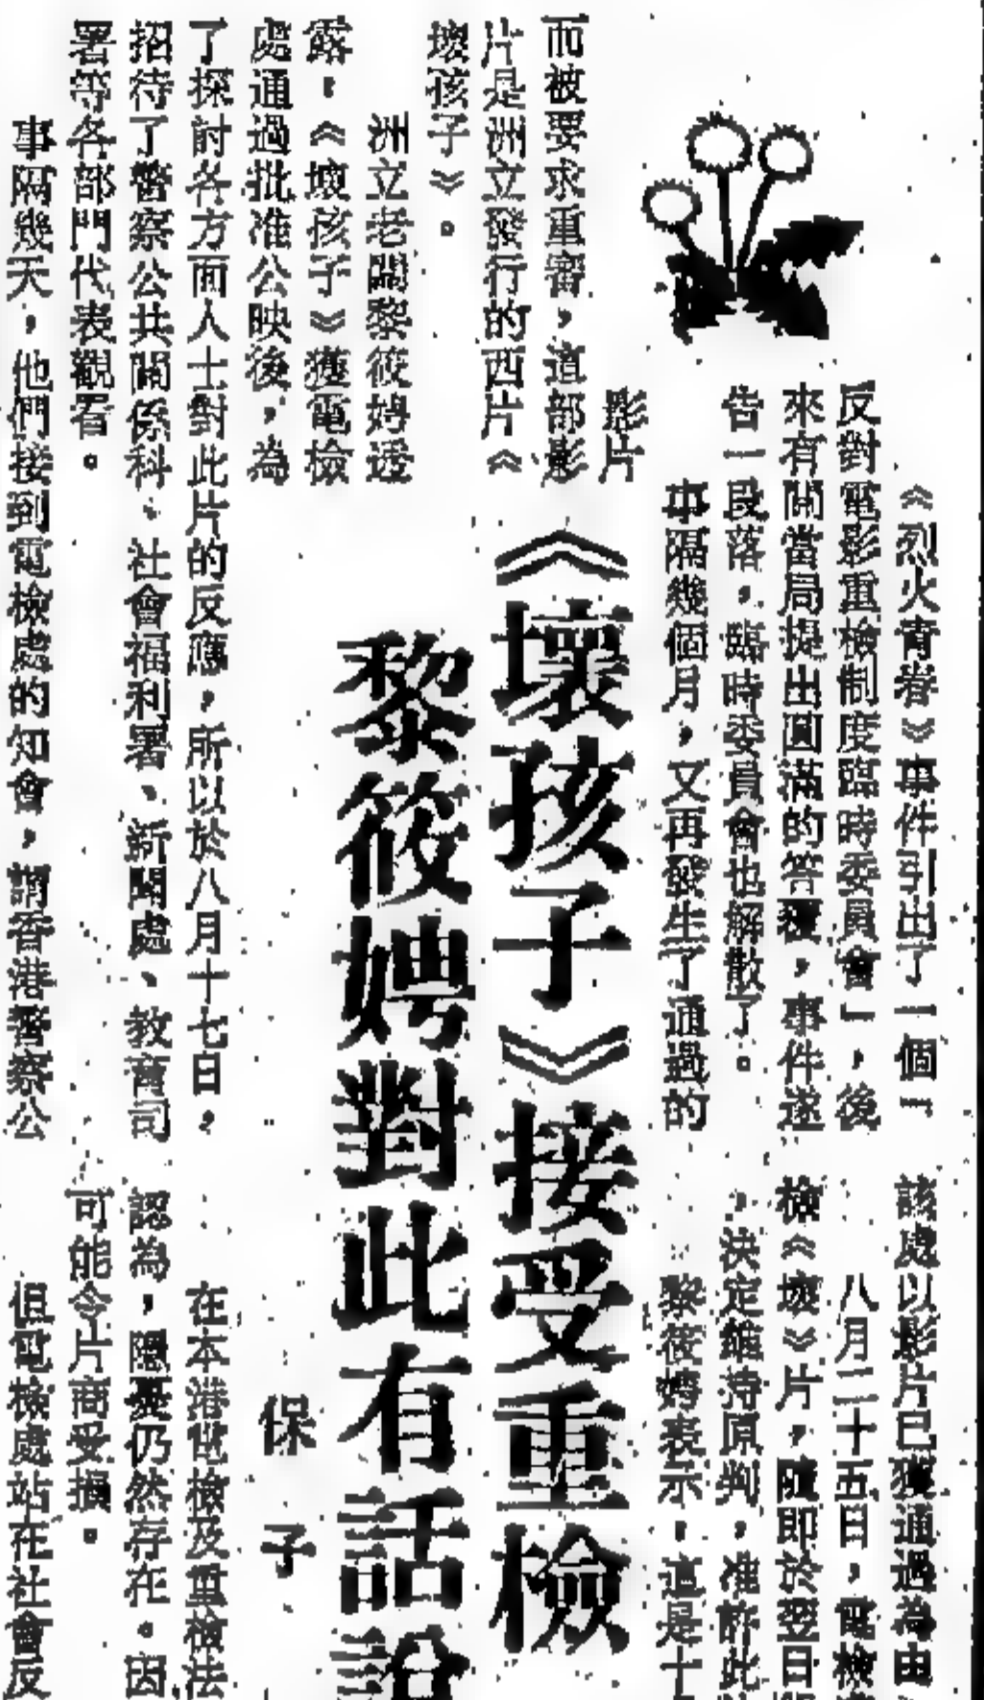 《壞孩子》接受重檢
黎筱娉對此有話說
保子
《烈火青春》事件引出了一個「
反對電影重檢制度臨時委員會」，後
來有關當局提出圓滿的答覆，事件遂
告一段落，臨時委員會也解散了。
事隔幾個月，又再發生了通過的
影片
而被要求重審，這部影
片是洲立發行的西片《
壞孩子》。
洲立老闆黎筱娉透
露，《壞孩子》獲電檢
處通過批准公映後，為
了探討各方面人士對此片的反應，所以於八月十七日，
招待了警察公共關係科、社會福利署、新聞處、教育司
署等各部門代表觀看。
事隔幾天，他們接到電檢處的知會，謂香港警察公
該處以影片已獲通過為由
八月二十五日，電檢
檢《壞》片，隨即於翌日
，決定維持原判，准許此
黎筱娉表示，這是十
在本港電檢及重檢法
認為，隱憂仍然存在。因
可能令片商受損。
但電檢處站在社會反